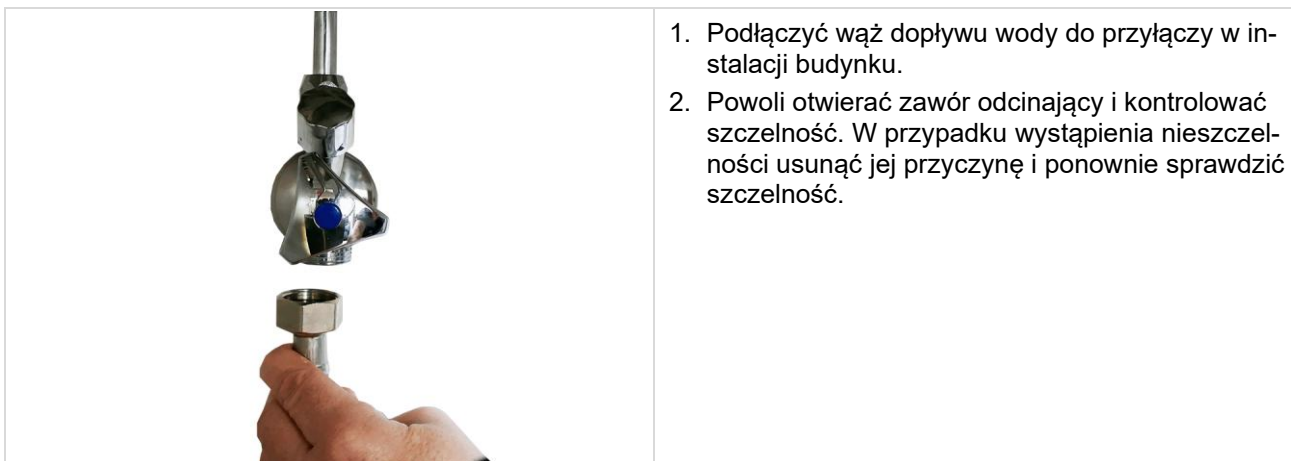 1. Podłączyć wąż dopływu wody do przyłączy w in-
stalacji budynku.
2. Powoli otwierać zawór odcinający i kontrolować
szczelność. W przypadku wystąpienia nieszczel-
ności usunąć jej przyczynę i ponownie sprawdzić
szczelność.